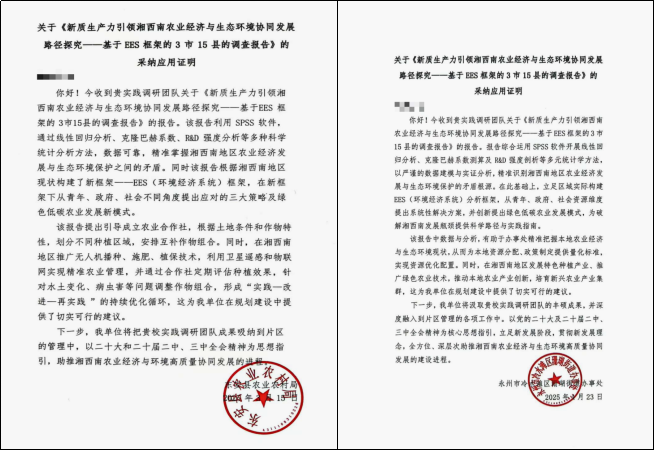 关于《新质生产力引领湘西南农业经济与生态环境协同发展
路径探究——基于 EES 框架的 3 市 15 县的调查报告》的
采纳应用证明
你好！今收到贵实践调研团队关于《新质生产力引领湘
西南农业经济与生态环境协同发展路径探究——基于EES 框
架的3市15县的调查报告》的报告。该报告利用 SPSS 软件，
通过线性回归分析、克隆巴赫系数、R&D 强度分析等多种科学
统计分析方法，数据可靠，精准掌握湘西南地区农业经济发展
与生态环境保护之间的矛盾。同时该报告根据湘西南地区
现状构建了新框架——EES（环境经济系统）框架，在新框
架下从青年、政府、社会不同角度提出应对的三大策略及绿
色低碳农业发展新模式。
该报告提出引导成立农业合作社，根据土地条件和作物特
性，划分不同种植区域，安排互补作物组合。同时，在湘西南
地区推广无人机播种、施肥、植保技术，利用卫星遥感和物联
网实现精准农业管理，并通过合作社定期评估种植效果，针
对水土变化、病虫害等问题调整作物组合，形成“实践—改
进—再实践 ”的持续优化循环，这为我单位在规划建设中提
供了切实可行的建议。
下一步，我单位将把贵校实践调研团队成果吸纳到片区
的管理中，以二十大和二十届二中、三中全会精神为思想指
引，助推湘西南农业经济与环境高质量协同发展的进程。
东安县农业农村局
关于《新质生产力引领湘西南农业经济与生态环境协同发展
路径探究——基于 EES 框架的 3 市 15 县的调查报告》的
采纳应用证明
你好！今收到贵实践调研团队关于《新质生产力引领湘西南
农业经济与生态环境协同发展路径探究——基于 EES 框架的 3 市
15 县的调查报告》的报告。报告综合运用 SPSS 软件开展线性回
归分析、克隆巴赫系数测算及 R&D 强度剖析等多元统计学方法，
以严谨的数据建模与实证分析，精准识别湘西南地区农业经济发
展与生态环境保护的矛盾根源。在此基础上，立足区域实际构建
EES（环境经济系统）分析框架，从青年、政府、社会资源维度
提出系统性解决方案，并创新提出绿色低碳农业发展模式，为破
解湘西南发展瓶颈提供科学路径与实践指南。
该报告中数据与分析，有助于办事处精准把握本地农业经济
与生态环境现状，从而为本地资源分配、政策制定提供量化标准，
实现资源优化配置。同时，在湘西南地区发展特色种植产业、推
广绿色农业技术，推动本地农业产业创新，培育新兴农业产业集
群，这为我单位在规划建设中提供了切实可行的建议。
下一步，我单位将汲取贵校实践调研团队的丰硕成果，并深
度融入到片区管理的各项工作中。以党的二十大及二十届二中、
三中全会精神为核心思想指引，立足新发展阶段，贯彻新发展理
念，全方位、深层次助推湘西南农业经济与生态环境高质量协同
发展的建设进程。